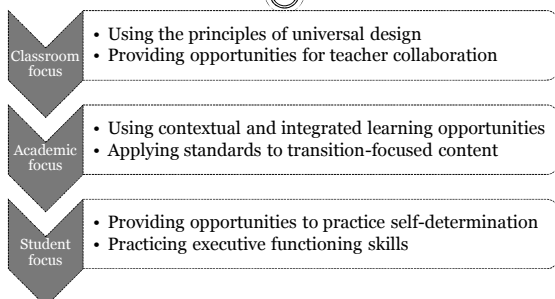 Classroom
focus
• Using the principles of universal design
• Providing opportunities for teacher collaboration
Academic
focus
• Using contextual and integrated learning opportunities
• Applying standards to transition-focused content
Student
focus
• Providing opportunities to practice self-determination
• Practicing executive functioning skills